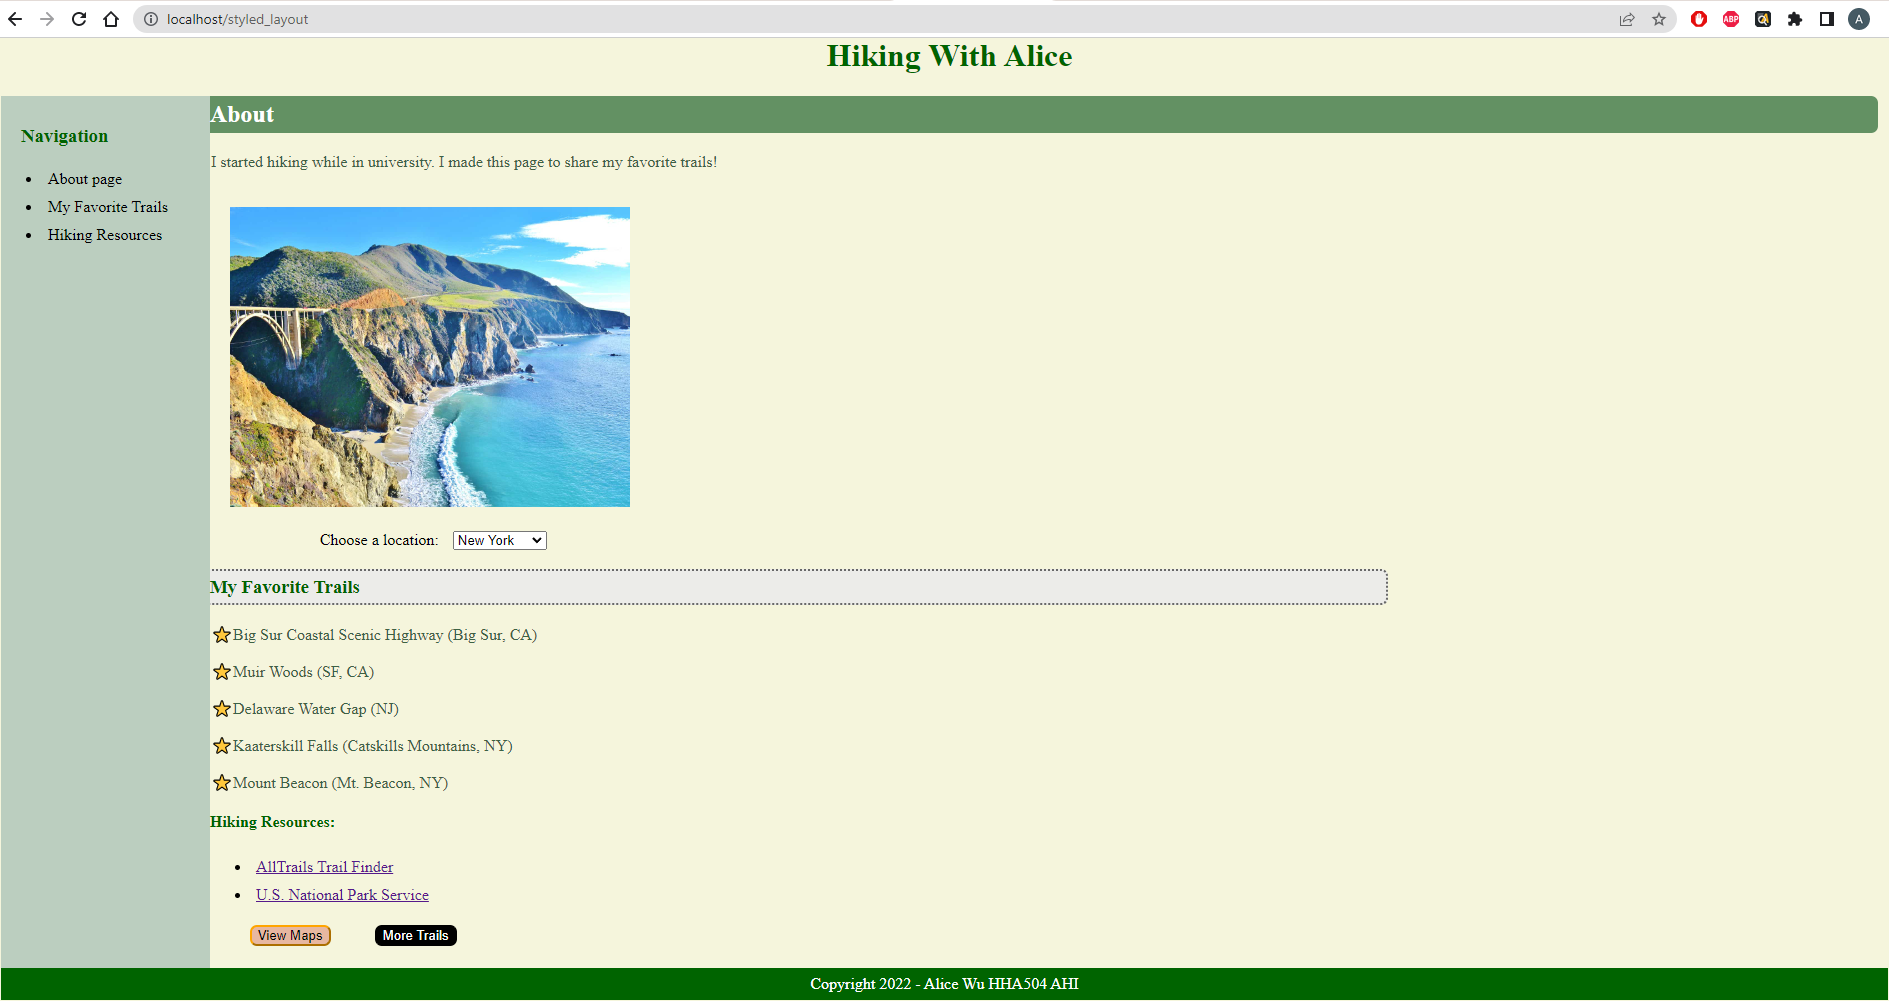 localhost/styled_layout
ABP
A
Hiking With Alice
Navigation
About page
My Favorite Trails
Hiking Resources
About
I started hiking while in university. I made this page to share my favorite trails!
Choose a location: New York
My Favorite Trails
Big Sur Coastal Scenic Highway (Big Sur, CA)
Muir Woods (SF, CA)
Delaware Water Gap (NJ)
Kaaterskill Falls (Catskills Mountains, NY)
Mount Beacon (Mt. Beacon, NY)
Hiking Resources:
AllTrails Trail Finder
U.S. National Park Service
View Maps More Trails
Copyright 2022 - Alice Wu HHA504 AHI